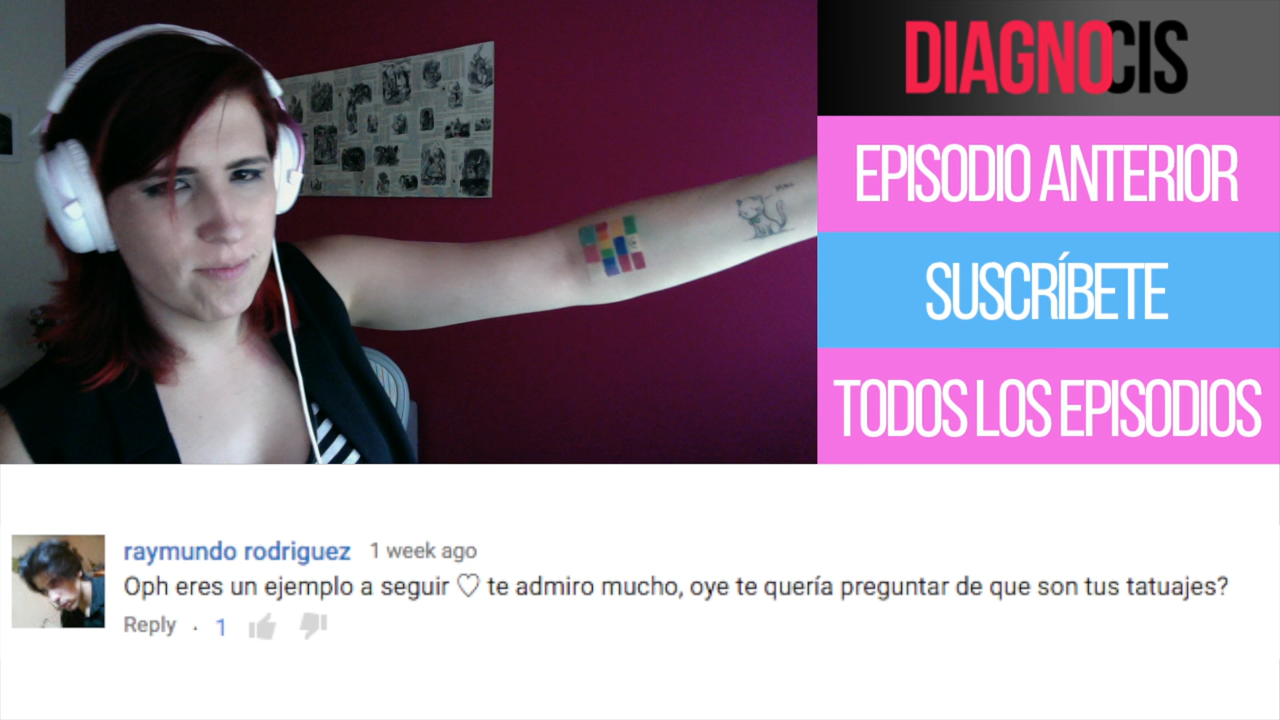 DIAGNOCIS
EPISODIO ANTERIOR
SUSCRÍBETE
TODOS LOS EPISODIOS
raymundo rodriguez 1 week ago
Oph eres un ejemplo a seguir ♡ te admiro mucho, oye te quería preguntar de que son tus tatuajes?
Reply · 1